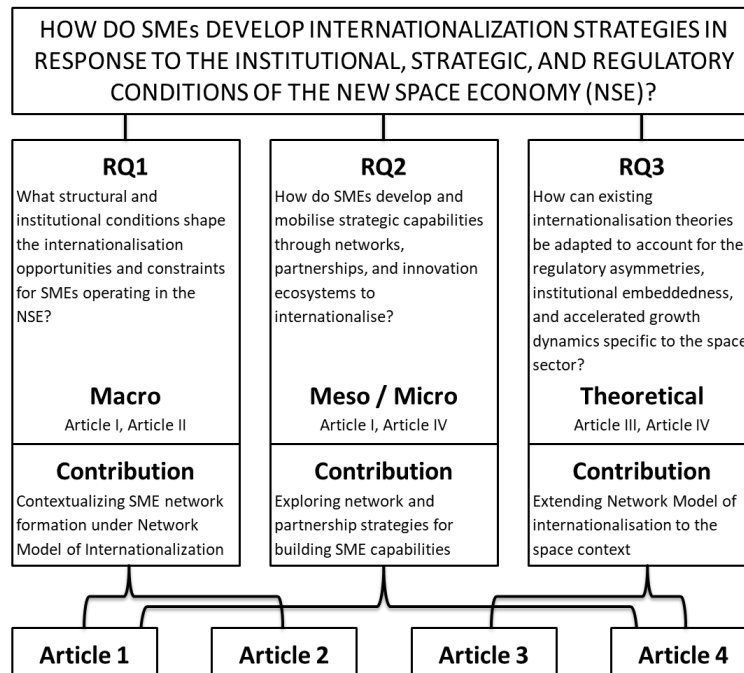 HOW DO SMEs DEVELOP INTERNATIONALIZATION STRATEGIES IN
RESPONSE TO THE INSTITUTIONAL, STRATEGIC, AND REGULATORY
CONDITIONS OF THE NEW SPACE ECONOMY (NSE)?
RQ1
What structural and
institutional conditions shape
the internationalisation
opportunities and constraints
for SMEs operating in the
NSE?
Macro
Article I, Article II
Contribution
Contextualizing SME network
formation under Network
Model of Internationalization
RQ2
How do SMEs develop and
mobilise strategic capabilities
through networks,
partnerships, and innovation
ecosystems to
internationalise?
Meso / Micro
Article I, Article IV
Contribution
Exploring network and
partnership strategies for
building SME capabilities
RQ3
How can existing
internationalisation theories
be adapted to account for the
regulatory asymmetries,
institutional embeddedness,
and accelerated growth
dynamics specific to the space
sector?
Theoretical
Article III, Article IV
Contribution
Extending Network Model of
internationalisation to the
space context
Article 1
Article 2
Article 3
Article 4